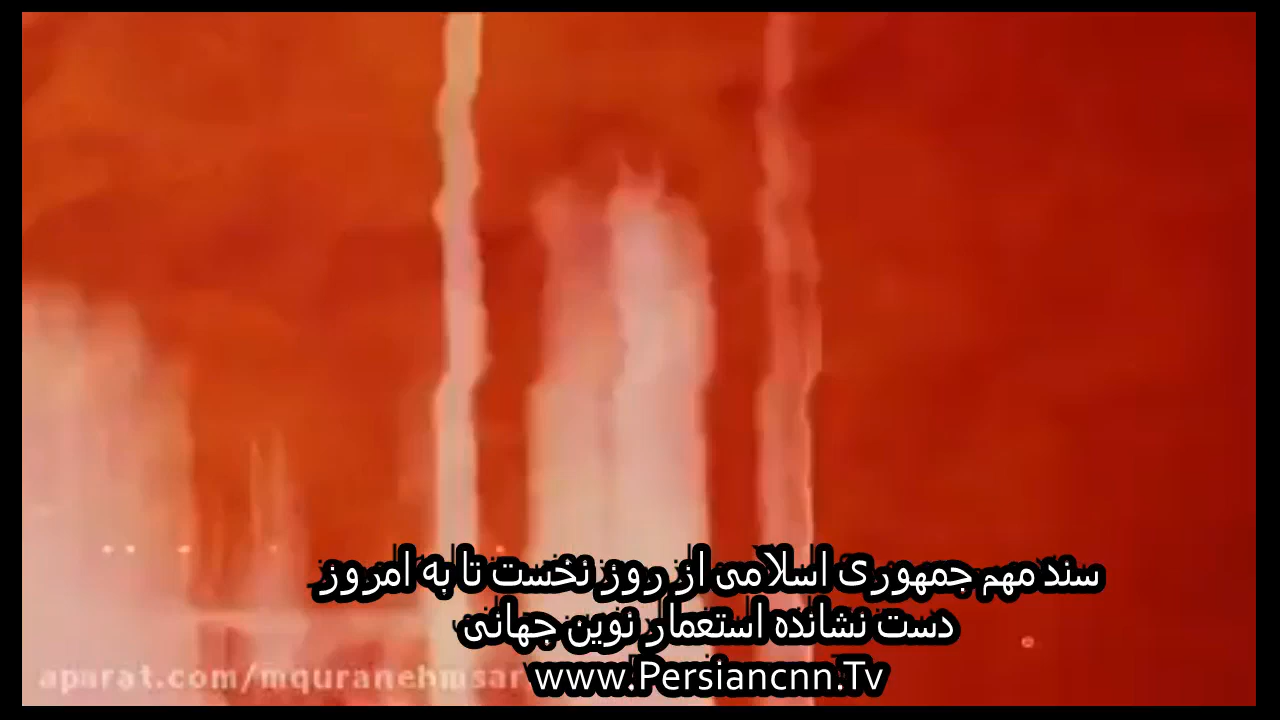 سند مهم جمهوری اسلامی از روز نخست تا به امروز
دست نشانده استعمار نوین جهانی
www.Persiancnn.Tv